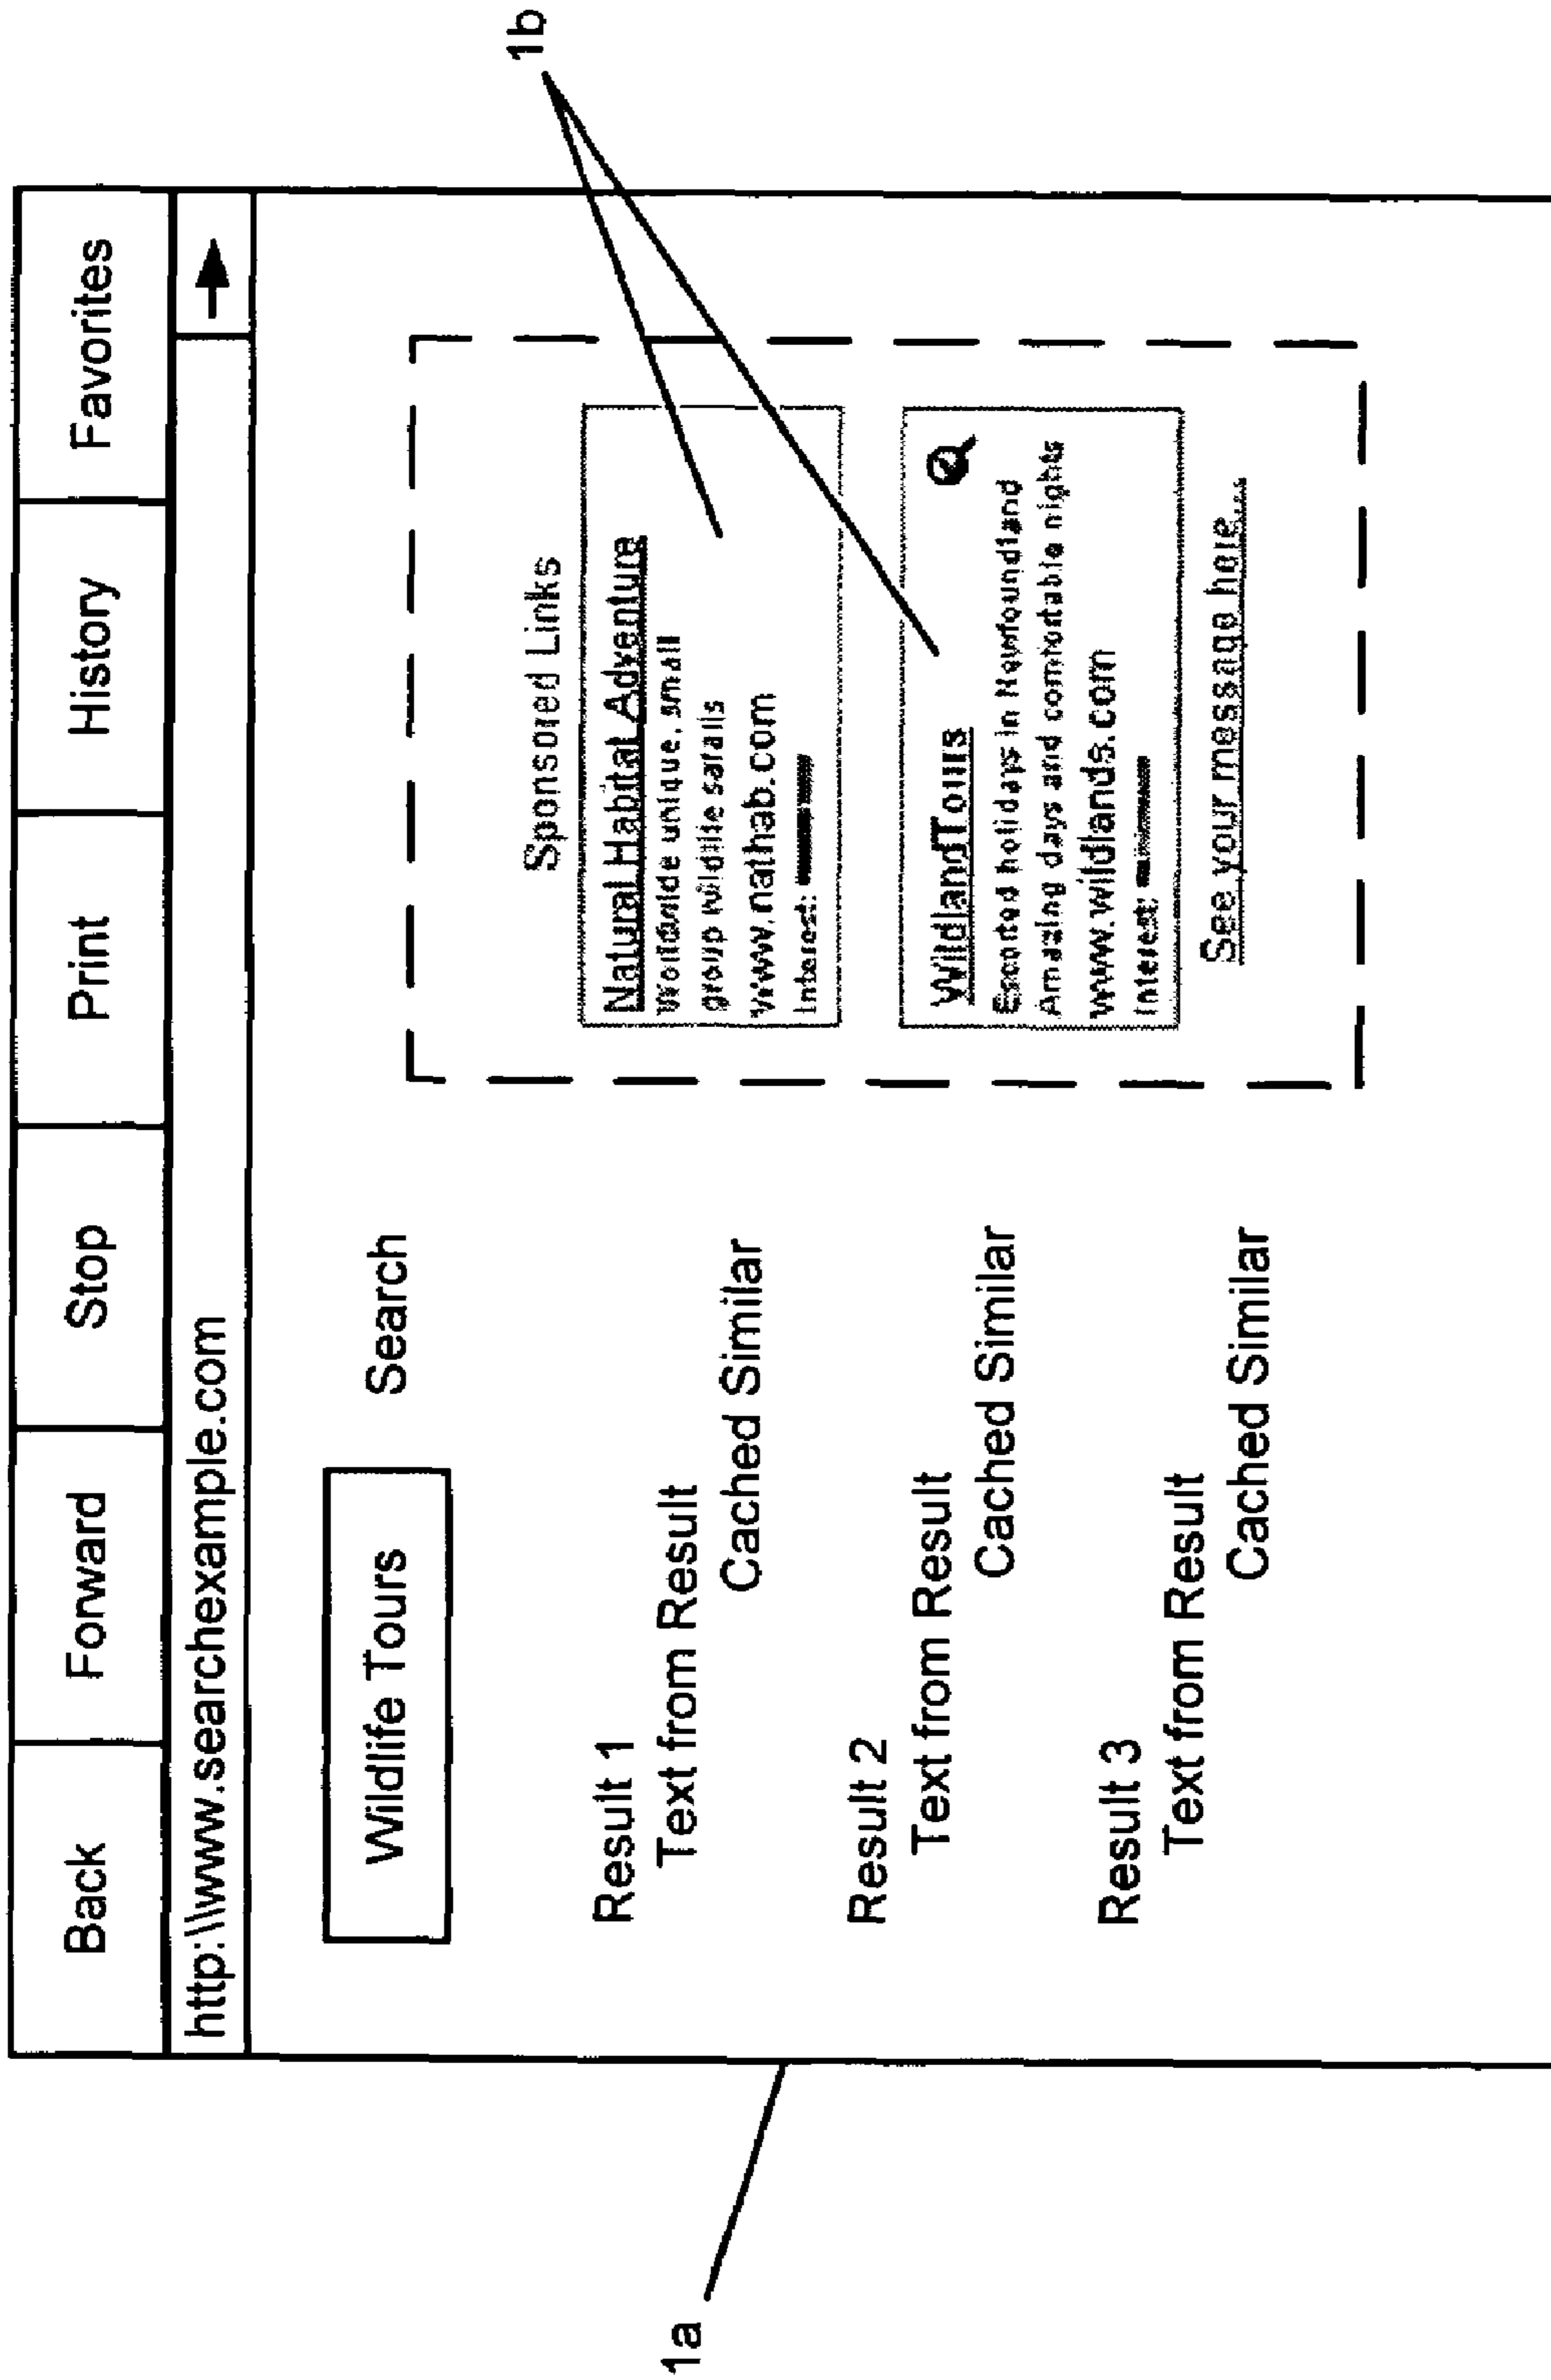 Back Forward Stop Print History Favorites
http:\\www.searchexample.com
Wildlife Tours Search
Result 1
Text from Result
Cached Similar
Result 2
Text from Result
Cached Similar
Result 3
Text from Result
Cached Similar
Sponsored Links
Natural Habitat Adventure
Worldwide unique, small
group wildlife safaris
www.nathab.com
Interest:
WildlandTours
Escorted holidays in Newfoundland
Amazing days and comfortable nights
www.wildlands.com
Interest:
See your message here...
1a
1b